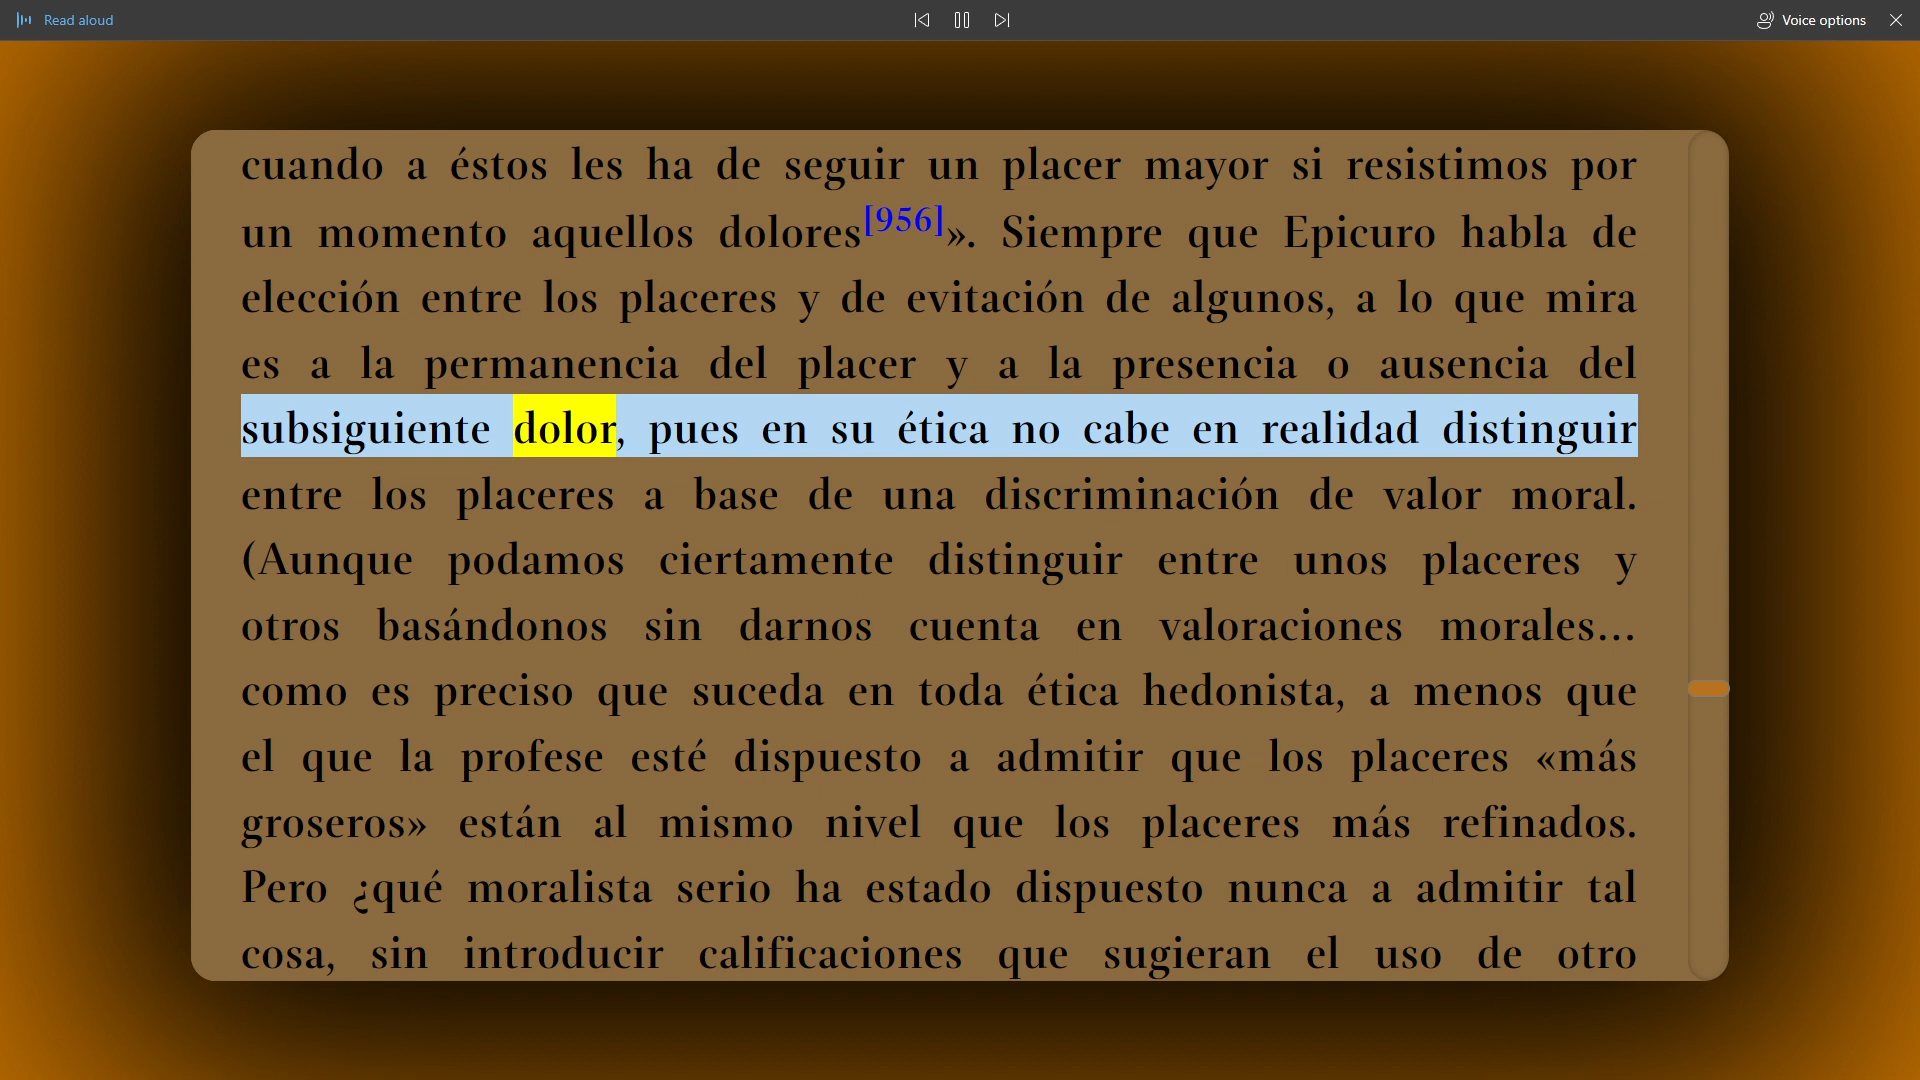 Read aloud
Voice options
cuando a éstos les ha de seguir un placer mayor si resistimos por
un momento aquellos dolores[956]». Siempre que Epicuro habla de
elección entre los placeres y de evitación de algunos, a lo que mira
es a la permanencia del placer y a la presencia o ausencia del
subsiguiente dolor, pues en su ética no cabe en realidad distinguir
entre los placeres a base de una discriminación de valor moral.
(Aunque podamos ciertamente distinguir entre unos placeres y
otros basándonos sin darnos cuenta en valoraciones morales...
como es preciso que suceda en toda ética hedonista, a menos que
el que la profese esté dispuesto a admitir que los placeres «más
groseros» están al mismo nivel que los placeres más refinados.
Pero ¿qué moralista serio ha estado dispuesto nunca a admitir tal
cosa, sin introducir calificaciones que sugieran el uso de otro